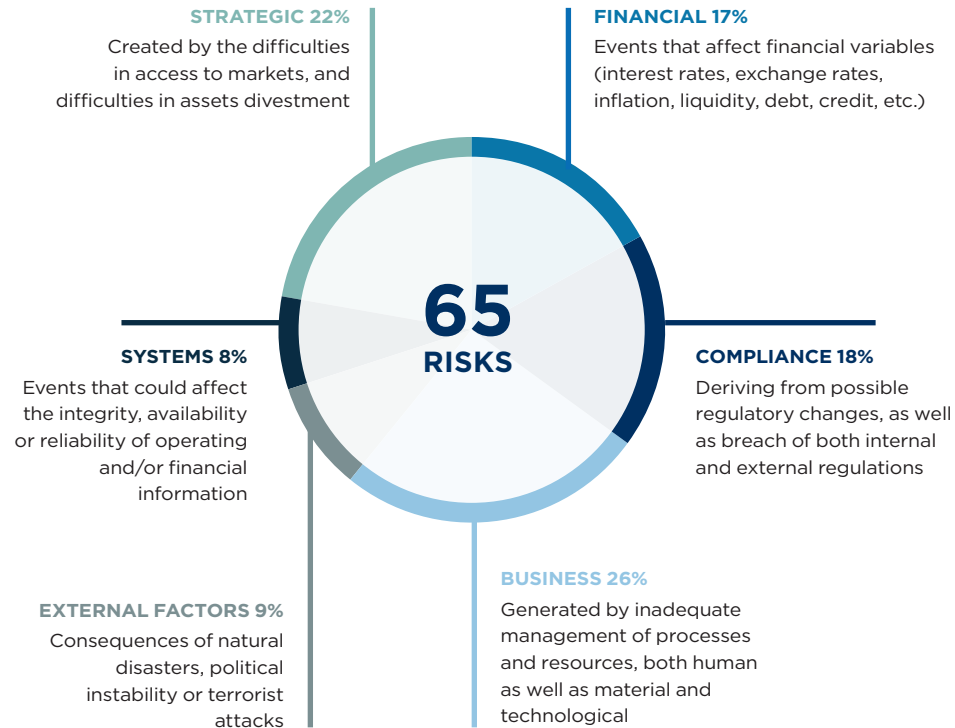 STRATEGIC 22%
Created by the difficulties
in access to markets, and
difficulties in assets divestment
FINANCIAL 17%
Events that affect financial variables
(interest rates, exchange rates,
inflation, liquidity, debt, credit, etc.)
65
RISKS
SYSTEMS 8%
Events that could affect
the integrity, availability
or reliability of operating
and/or financial
information
COMPLIANCE 18%
Deriving from possible
regulatory changes, as well
as breach of both internal
and external regulations
EXTERNAL FACTORS 9%
Consequences of natural
disasters, political
instability or terrorist
attacks
BUSINESS 26%
Generated by inadequate
management of processes
and resources, both human
as well as material and
technological